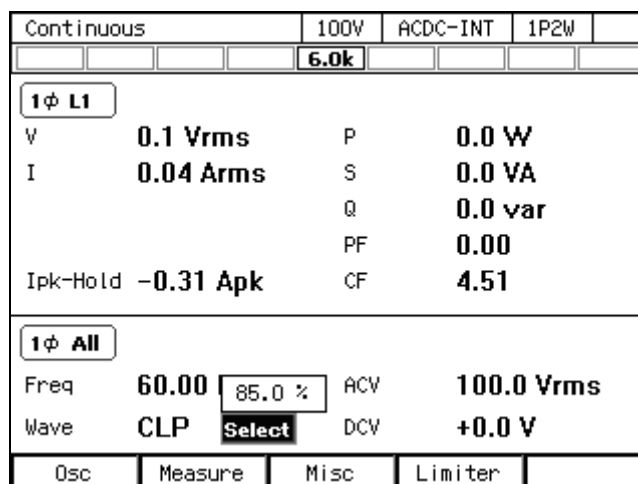 Continuous 100V ACDC-INT 1P2W
6.0k
1ϕ L1
V 0.1 Vrms P 0.0 W
I 0.04 Arms S 0.0 VA
Q 0.0 var
PF 0.00
Ipk-Hold -0.31 Apk CF 4.51
1ϕ All
Freq 60.00 85.0 % ACV 100.0 Vrms
Wave CLP Select DCV +0.0 V
Osc Measure Misc Limiter